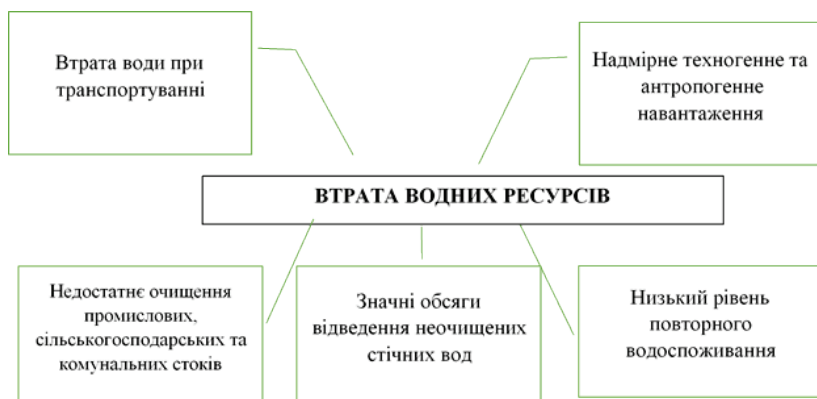 Втрата води при
транспортуванні
Надмірне техногенне та
антропогенне
навантаження
ВТРАТА ВОДНИХ РЕСУРСІВ
Недостатнє очищення
промислових,
сільськогосподарських та
комунальних стоків
Значні обсяги
відведення неочищених
стічних вод
Низький рівень
повторного
водоспоживання